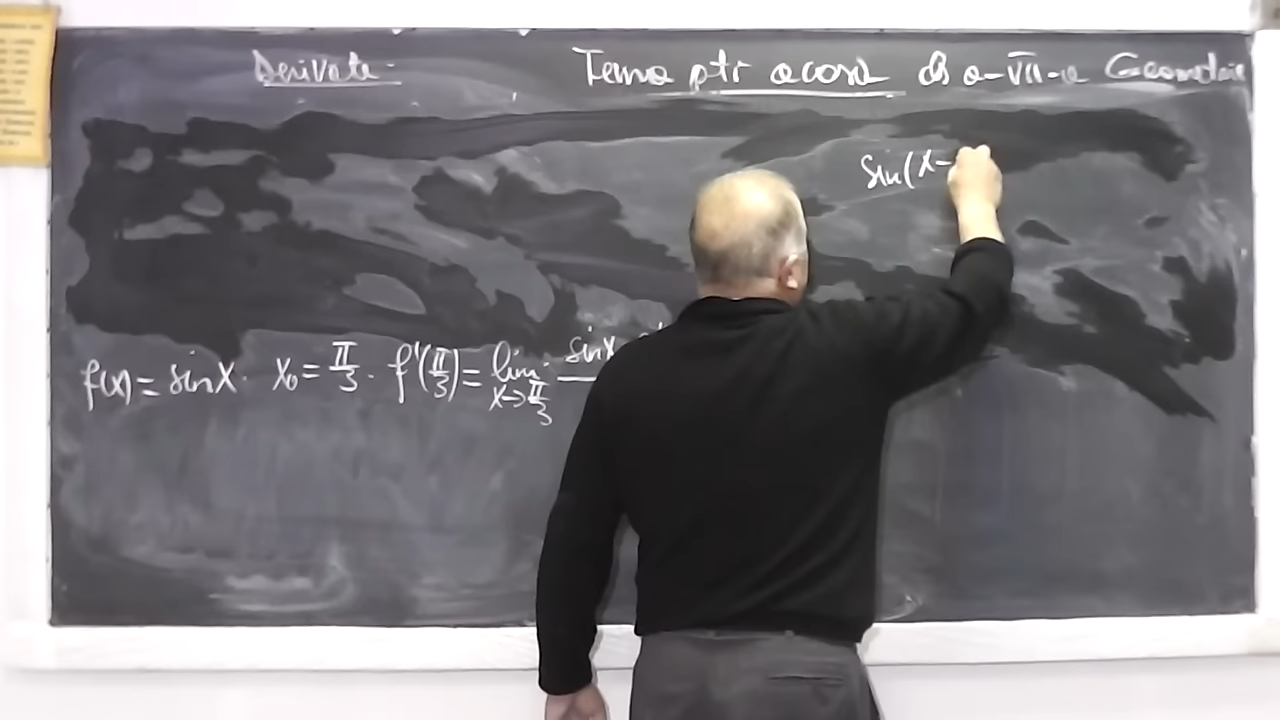 Derivate
Tema ptr acasă cls a-VII-a Geometrie
sin(x-
f(x) = sinx. x₀ = π/3. f'(π/3) = lim x→π/3 sinx